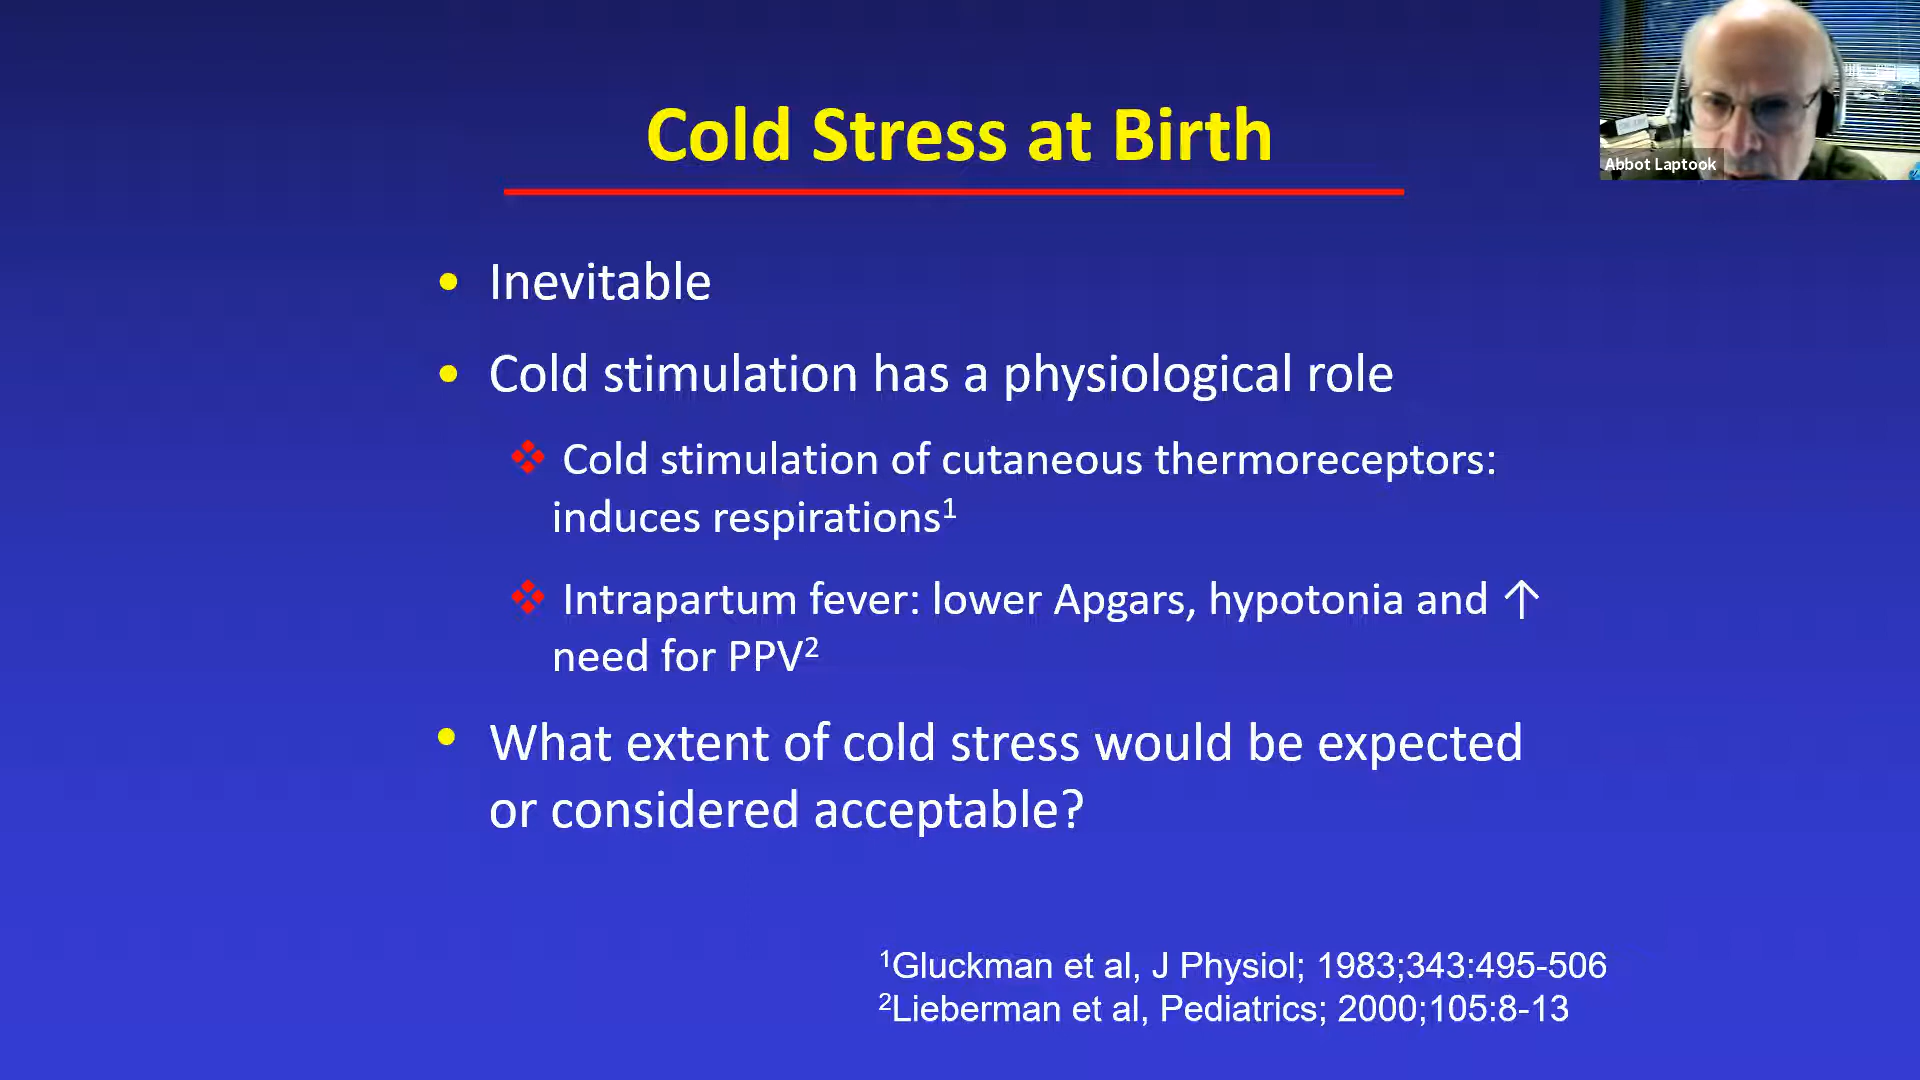 Cold Stress at Birth
Abbot Laptook
• Inevitable
• Cold stimulation has a physiological role
❖ Cold stimulation of cutaneous thermoreceptors:
induces respirations¹
❖ Intrapartum fever: lower Apgars, hypotonia and ↑
need for PPV²
• What extent of cold stress would be expected
or considered acceptable?
¹Gluckman et al, J Physiol; 1983;343:495-506
²Lieberman et al, Pediatrics; 2000;105:8-13